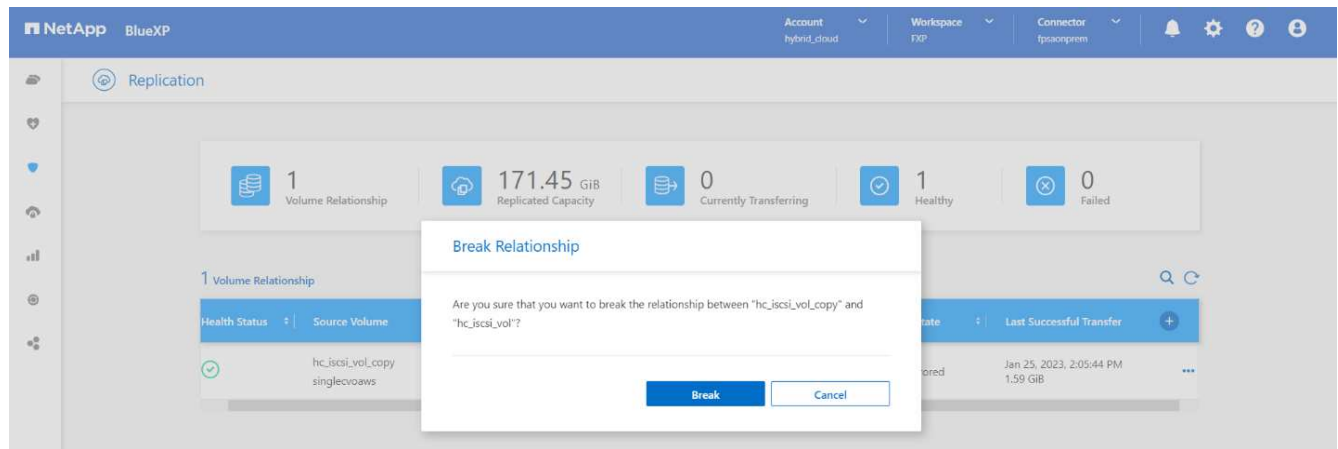 NetApp BlueXP
Account
hybrid_cloud
Workspace
FXP
Connector
fpsaonprem
Replication
1
Volume Relationship
171.45 GiB
Replicated Capacity
0
Currently Transferring
1
Healthy
0
Failed
Break Relationship
Are you sure that you want to break the relationship between "hc_iscsi_vol_copy" and
"hc_iscsi_vol"?
Break Cancel
1 Volume Relationship
Health Status Source Volume tate Last Successful Transfer
hc_iscsi_vol_copy
singlecvoaws
ored
Jan 25, 2023, 2:05:44 PM
1.59 GiB